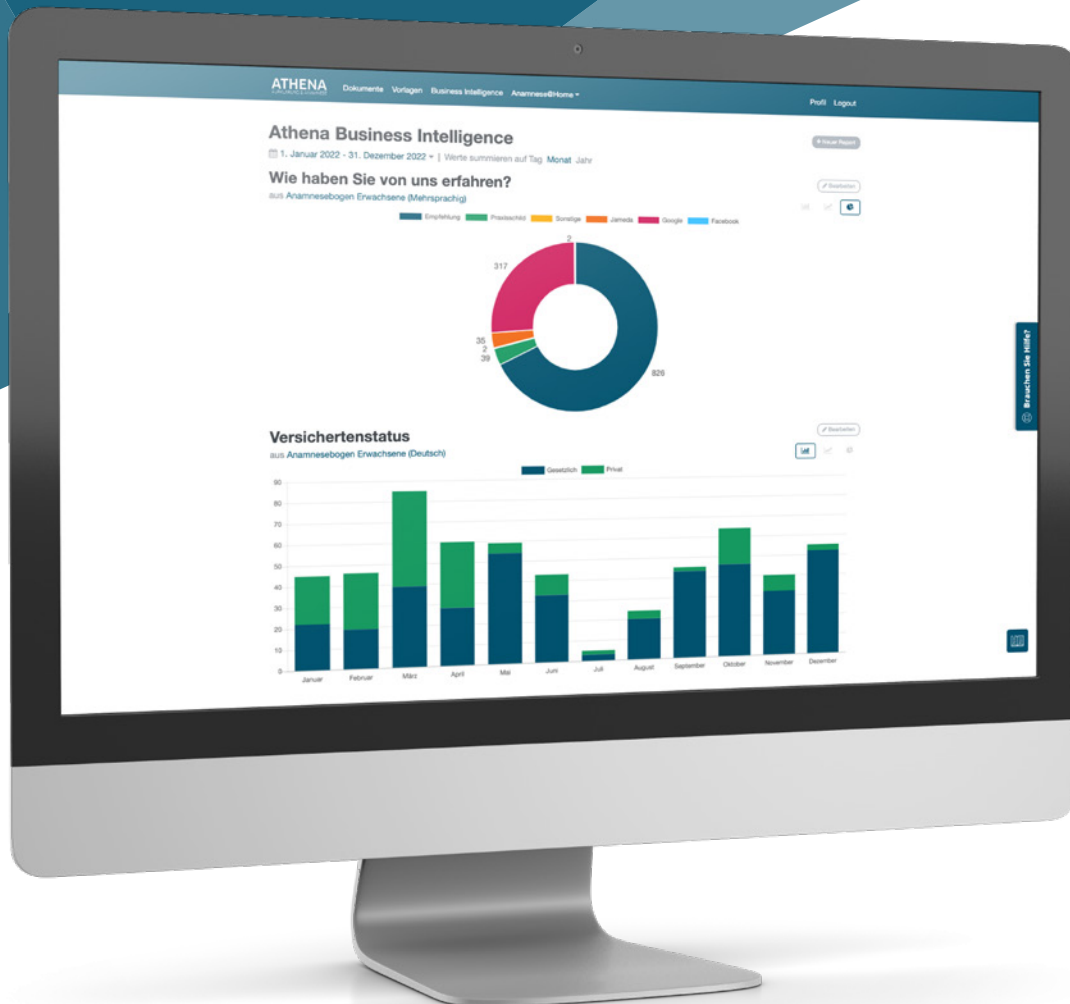 ATHENA Dokumente Vorlagen Business Intelligence Anamnese@Home Profil Logout
Athena Business Intelligence
+ Neuer Report
1. Januar 2022 - 31. Dezember 2022 | Werte summieren auf Tag Monat Jahr
Wie haben Sie von uns erfahren?
Bearbeiten
aus Anamnesebogen Erwachsene (Mehrsprachig)
Empfehlung Praxisschild Sonstige Jameda Google Facebook
2
317
35
2
39
826
Brauchen Sie Hilfe?
Versichertenstatus
Bearbeiten
aus Anamnesebogen Erwachsene (Deutsch)
Gesetzlich Privat
90
80
70
60
50
40
30
20
10
0
Januar Februar März April Mai Juni Juli August September Oktober November Dezember